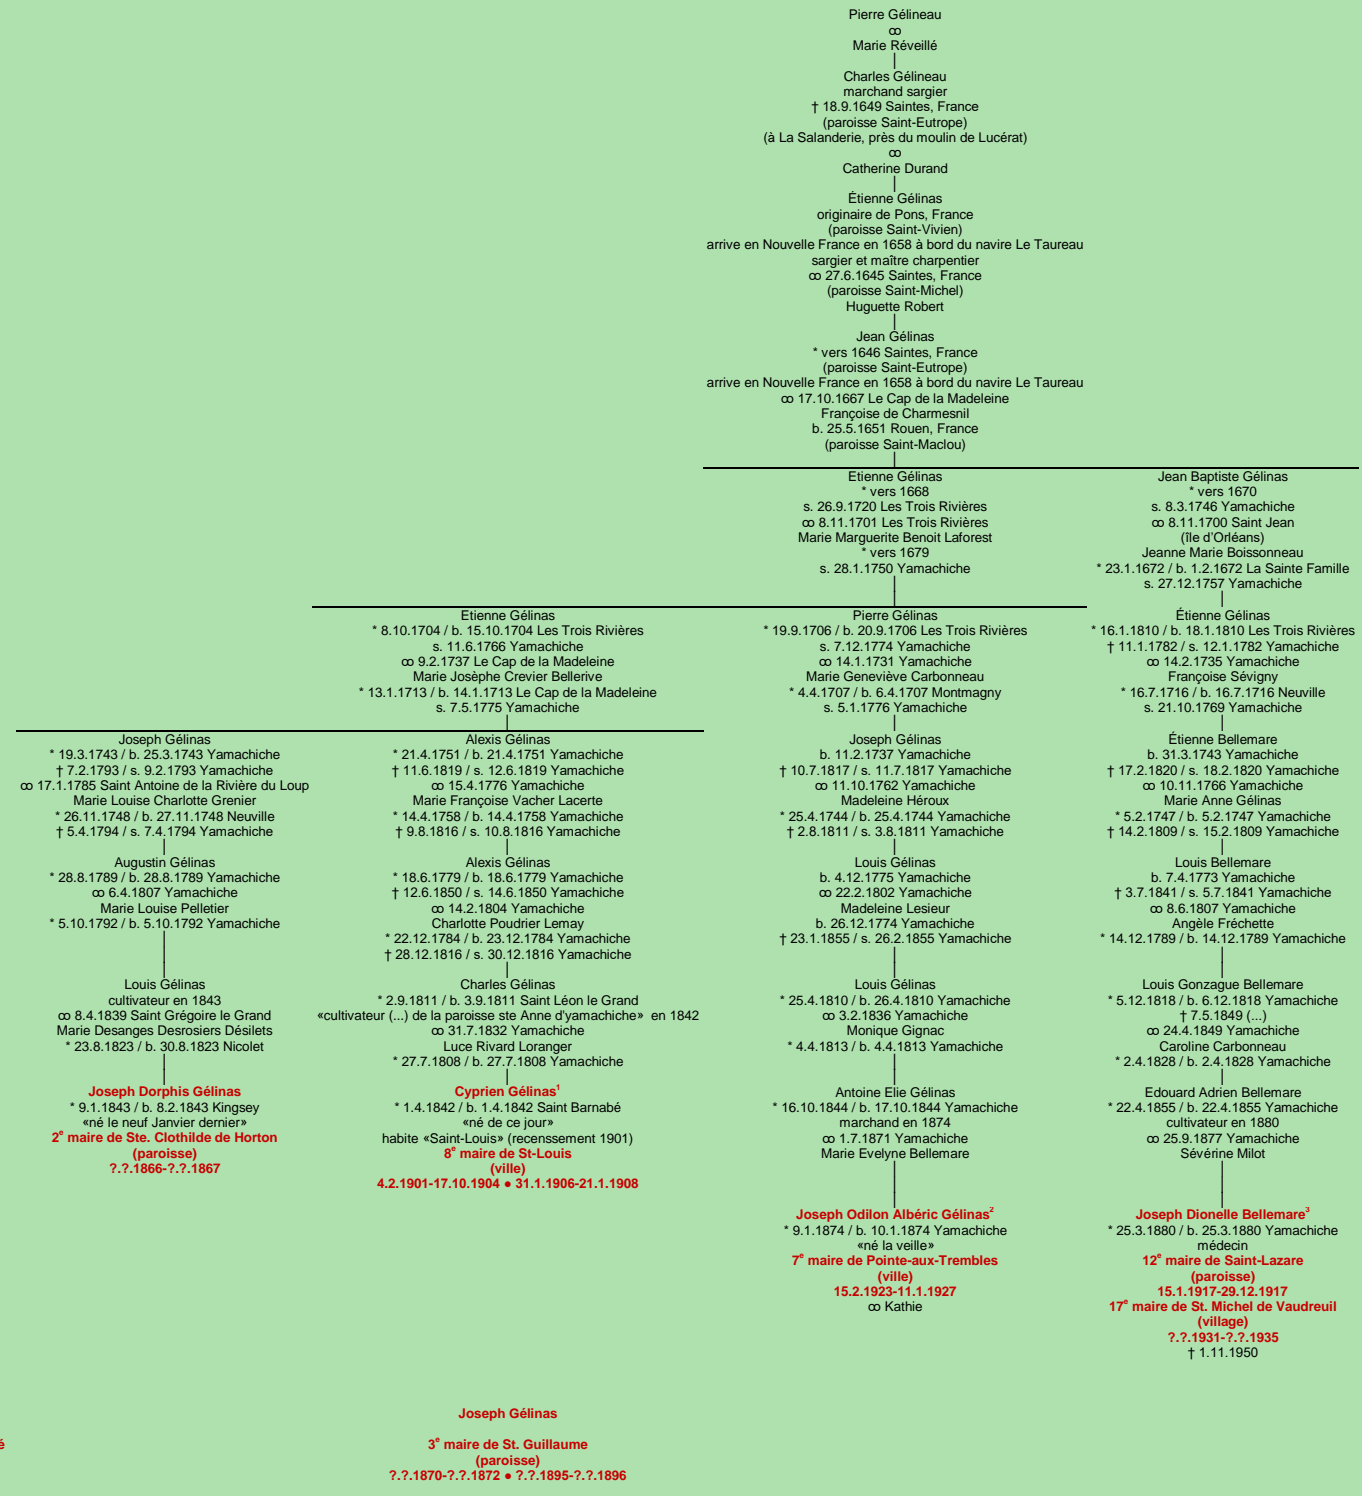 Pierre Gélineau
ꝏ
Marie Réveillé
Charles Gélineau
marchand sargier
† 18.9.1649 Saintes, France
(paroisse Saint-Eutrope)
(à La Salanderie, près du moulin de Lucérat)
ꝏ
Catherine Durand
Étienne Gélinas
originaire de Pons, France
(paroisse Saint-Vivien)
arrive en Nouvelle France en 1658 à bord du navire Le Taureau
sargier et maître charpentier
ꝏ 27.6.1645 Saintes, France
(paroisse Saint-Michel)
Huguette Robert
Jean Gélinas
* vers 1646 Saintes, France
(paroisse Saint-Eutrope)
arrive en Nouvelle France en 1658 à bord du navire Le Taureau
ꝏ 17.10.1667 Le Cap de la Madeleine
Françoise de Charmesnil
b. 25.5.1651 Rouen, France
(paroisse Saint-Maclou)
Etienne Gélinas
* vers 1668
s. 26.9.1720 Les Trois Rivières
ꝏ 8.11.1701 Les Trois Rivières
Marie Marguerite Benoit Laforest
* vers 1679
s. 28.1.1750 Yamachiche
Jean Baptiste Gélinas
* vers 1670
s. 8.3.1746 Yamachiche
ꝏ 8.11.1700 Saint Jean
(île d'Orléans)
Jeanne Marie Boissonneau
* 23.1.1672 / b. 1.2.1672 La Sainte Famille
s. 27.12.1757 Yamachiche
Etienne Gélinas
* 8.10.1704 / b. 15.10.1704 Les Trois Rivières
s. 11.6.1766 Yamachiche
ꝏ 9.2.1737 Le Cap de la Madeleine
Marie Josèphe Crevier Bellerive
* 13.1.1713 / b. 14.1.1713 Le Cap de la Madeleine
s. 7.5.1775 Yamachiche
Pierre Gélinas
* 19.9.1706 / b. 20.9.1706 Les Trois Rivières
s. 7.12.1774 Yamachiche
ꝏ 14.1.1731 Yamachiche
Marie Geneviève Carbonneau
* 4.4.1707 / b. 6.4.1707 Montmagny
s. 5.1.1776 Yamachiche
Étienne Gélinas
* 16.1.1810 / b. 18.1.1810 Les Trois Rivières
† 11.1.1782 / s. 12.1.1782 Yamachiche
ꝏ 14.2.1735 Yamachiche
Françoise Sévigny
* 16.7.1716 / b. 16.7.1716 Neuville
s. 21.10.1769 Yamachiche
Joseph Gélinas
* 19.3.1743 / b. 25.3.1743 Yamachiche
† 7.2.1793 / s. 9.2.1793 Yamachiche
ꝏ 17.1.1785 Saint Antoine de la Rivière du Loup
Marie Louise Charlotte Grenier
* 26.11.1748 / b. 27.11.1748 Neuville
† 5.4.1794 / s. 7.4.1794 Yamachiche
Alexis Gélinas
* 21.4.1751 / b. 21.4.1751 Yamachiche
† 11.6.1819 / s. 12.6.1819 Yamachiche
ꝏ 15.4.1776 Yamachiche
Marie Françoise Vacher Lacerte
* 14.4.1758 / b. 14.4.1758 Yamachiche
† 9.8.1816 / s. 10.8.1816 Yamachiche
Joseph Gélinas
b. 11.2.1737 Yamachiche
† 10.7.1817 / s. 11.7.1817 Yamachiche
ꝏ 11.10.1762 Yamachiche
Madeleine Héroux
* 25.4.1744 / b. 25.4.1744 Yamachiche
† 2.8.1811 / s. 3.8.1811 Yamachiche
Étienne Bellemare
b. 31.3.1743 Yamachiche
† 17.2.1820 / s. 18.2.1820 Yamachiche
ꝏ 10.11.1766 Yamachiche
Marie Anne Gélinas
* 5.2.1747 / b. 5.2.1747 Yamachiche
† 14.2.1809 / s. 15.2.1809 Yamachiche
Augustin Gélinas
* 28.8.1789 / b. 28.8.1789 Yamachiche
ꝏ 6.4.1807 Yamachiche
Marie Louise Pelletier
* 5.10.1792 / b. 5.10.1792 Yamachiche
Alexis Gélinas
* 18.6.1779 / b. 18.6.1779 Yamachiche
† 12.6.1850 / s. 14.6.1850 Yamachiche
ꝏ 14.2.1804 Yamachiche
Charlotte Poudrier Lemay
* 22.12.1784 / b. 23.12.1784 Yamachiche
† 28.12.1816 / s. 30.12.1816 Yamachiche
Louis Gélinas
b. 4.12.1775 Yamachiche
ꝏ 22.2.1802 Yamachiche
Madeleine Lesieur
b. 26.12.1774 Yamachiche
† 23.1.1855 / s. 26.2.1855 Yamachiche
Louis Bellemare
b. 7.4.1773 Yamachiche
† 3.7.1841 / s. 5.7.1841 Yamachiche
ꝏ 8.6.1807 Yamachiche
Angèle Fréchette
* 14.12.1789 / b. 14.12.1789 Yamachiche
Louis Gélinas
cultivateur en 1843
ꝏ 8.4.1839 Saint Grégoire le Grand
Marie Desanges Desrosiers Désilets
* 23.8.1823 / b. 30.8.1823 Nicolet
Charles Gélinas
* 2.9.1811 / b. 3.9.1811 Saint Léon le Grand
«cultivateur (...) de la paroisse ste Anne d'yamachiche» en 1842
ꝏ 31.7.1832 Yamachiche
Luce Rivard Loranger
* 27.7.1808 / b. 27.7.1808 Yamachiche
Louis Gélinas
* 25.4.1810 / b. 26.4.1810 Yamachiche
ꝏ 3.2.1836 Yamachiche
Monique Gignac
* 4.4.1813 / b. 4.4.1813 Yamachiche
Louis Gonzague Bellemare
* 5.12.1818 / b. 6.12.1818 Yamachiche
† 7.5.1849 (...)
ꝏ 24.4.1849 Yamachiche
Caroline Carbonneau
* 2.4.1828 / b. 2.4.1828 Yamachiche
Joseph Dorphis Gélinas
* 9.1.1843 / b. 8.2.1843 Kingsey
«né le neuf Janvier dernier»
2e maire de Ste. Clothilde de Horton
(paroisse)
?.?.1866-?.?.1867
Cyprien Gélinas¹
* 1.4.1842 / b. 1.4.1842 Saint Barnabé
«né de ce jour»
habite «Saint-Louis» (recenssement 1901)
8e maire de St-Louis
(ville)
4.2.1901-17.10.1904 ● 31.1.1906-21.1.1908
Antoine Elie Gélinas
* 16.10.1844 / b. 17.10.1844 Yamachiche
marchand en 1874
ꝏ 1.7.1871 Yamachiche
Marie Evelyne Bellemare
Edouard Adrien Bellemare
* 22.4.1855 / b. 22.4.1855 Yamachiche
cultivateur en 1880
ꝏ 25.9.1877 Yamachiche
Sévérine Milot
Joseph Odilon Albéric Gélinas²
* 9.1.1874 / b. 10.1.1874 Yamachiche
«né la veille»
7e maire de Pointe-aux-Trembles
(ville)
15.2.1923-11.1.1927
ꝏ Kathie
Joseph Dionelle Bellemare³
* 25.3.1880 / b. 25.3.1880 Yamachiche
médecin
12e maire de Saint-Lazare
(paroisse)
15.1.1917-29.12.1917
17e maire de St. Michel de Vaudreuil
(village)
?.?.1931-?.?.1935
† 1.11.1950
Joseph Gélinas
é
3e maire de St. Guillaume
(paroisse)
?.?.1870-?.?.1872 ● ?.?.1895-?.?.1896